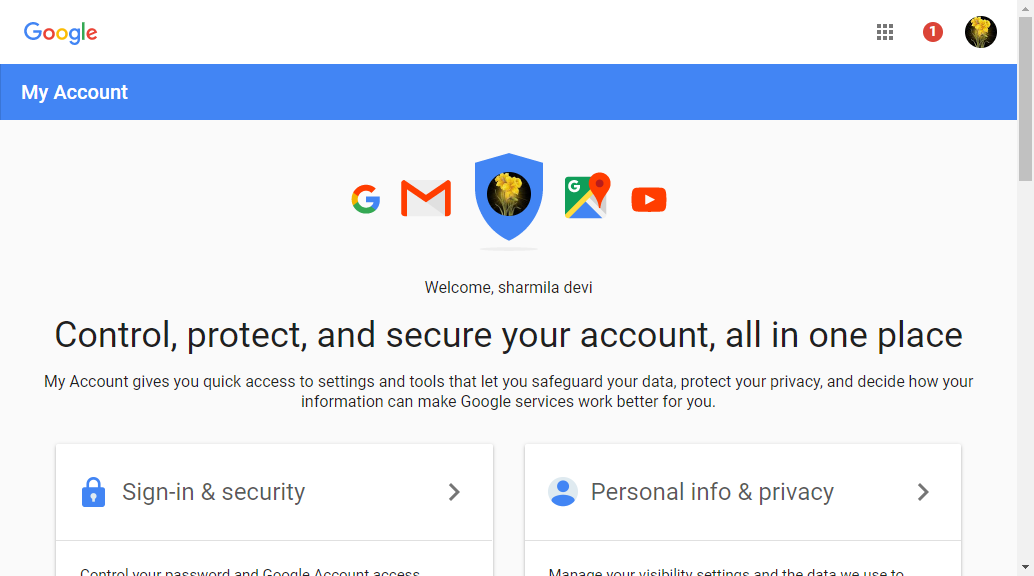 Google
1
My Account
G
G
Welcome, sharmila devi
Control, protect, and secure your account, all in one place
My Account gives you quick access to settings and tools that let you safeguard your data, protect your privacy, and decide how your
information can make Google services work better for you.
Sign-in & security
Personal info & privacy
Control your password and Google Account access
Manage your visibility settings and the data we use to